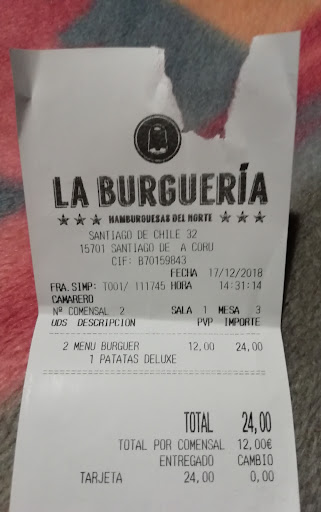 LA BURGUERÍA
HAMBURGUESAS DEL NORTE
SANTIAGO DE CHILE 32
15701 SANTIAGO DE A CORU
CIF: B70159843
FECHA 17/12/2018
FRA. SIMP: T001/ 111745 HORA 14:31:14
CAMARERO
Nº COMENSAL 2 SALA 1 MESA 3
UDS DESCRIPCION PVP IMPORTE
2 MENU BURGUER 12,00 24,00
1 PATATAS DELUXE
TOTAL 24,00
TOTAL POR COMENSAL 12,00€
ENTREGADO CAMBIO
TARJETA 24,00 0,00